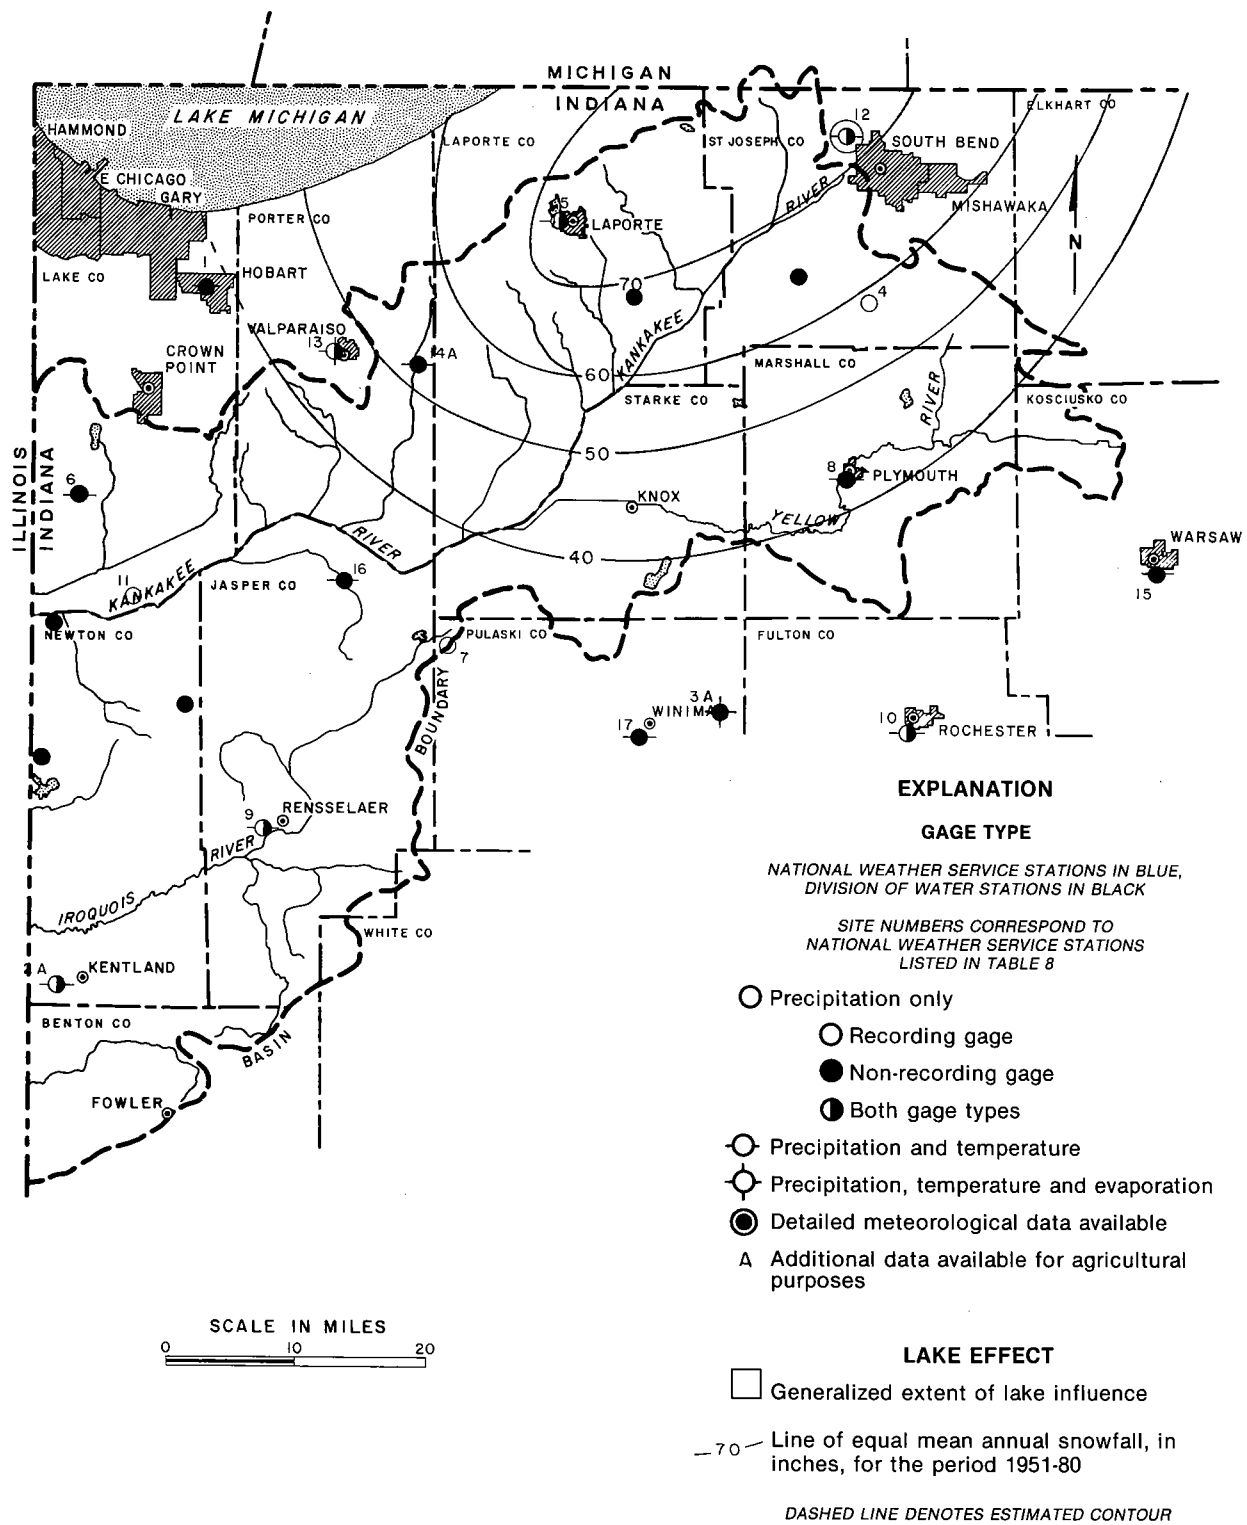 MICHIGAN
INDIANA
LAKE MICHIGAN
ELKHART CO
HAMMOND
12
LAPORTE CO
ST JOSEPH CO
SOUTH BEND
E CHICAGO
GARY
RIVER
MISHAWAKA
5
LAPORTE
PORTER CO
N
LAKE CO
1
HOBART
70
4
VALPARAISO
13
KANKAKEE
CROWN
POINT
14A
MARSHALL CO
60
STARKE CO
RIVER
KOSCIUSKO CO
ILLINOIS
INDIANA
50
6
8
PLYMOUTH
KNOX
YELLOW
RIVER
40
WARSAW
11
KANKAKEE
JASPER CO
16
15
NEWTON CO
PULASKI CO
FULTON CO
7
BOUNDARY
3A
WINIMA
17
10
ROCHESTER
RENSSELAER
9
RIVER
IROQUOIS
WHITE CO
A
KENTLAND
BENTON CO
BASIN
FOWLER
SCALE IN MILES
0 10 20
EXPLANATION
GAGE TYPE
NATIONAL WEATHER SERVICE STATIONS IN BLUE,
DIVISION OF WATER STATIONS IN BLACK
SITE NUMBERS CORRESPOND TO
NATIONAL WEATHER SERVICE STATIONS
LISTED IN TABLE 8
Precipitation only
Recording gage
Non-recording gage
Both gage types
Precipitation and temperature
Precipitation, temperature and evaporation
Detailed meteorological data available
A Additional data available for agricultural
purposes
LAKE EFFECT
Generalized extent of lake influence
70 Line of equal mean annual snowfall, in
inches, for the period 1951-80
DASHED LINE DENOTES ESTIMATED CONTOUR